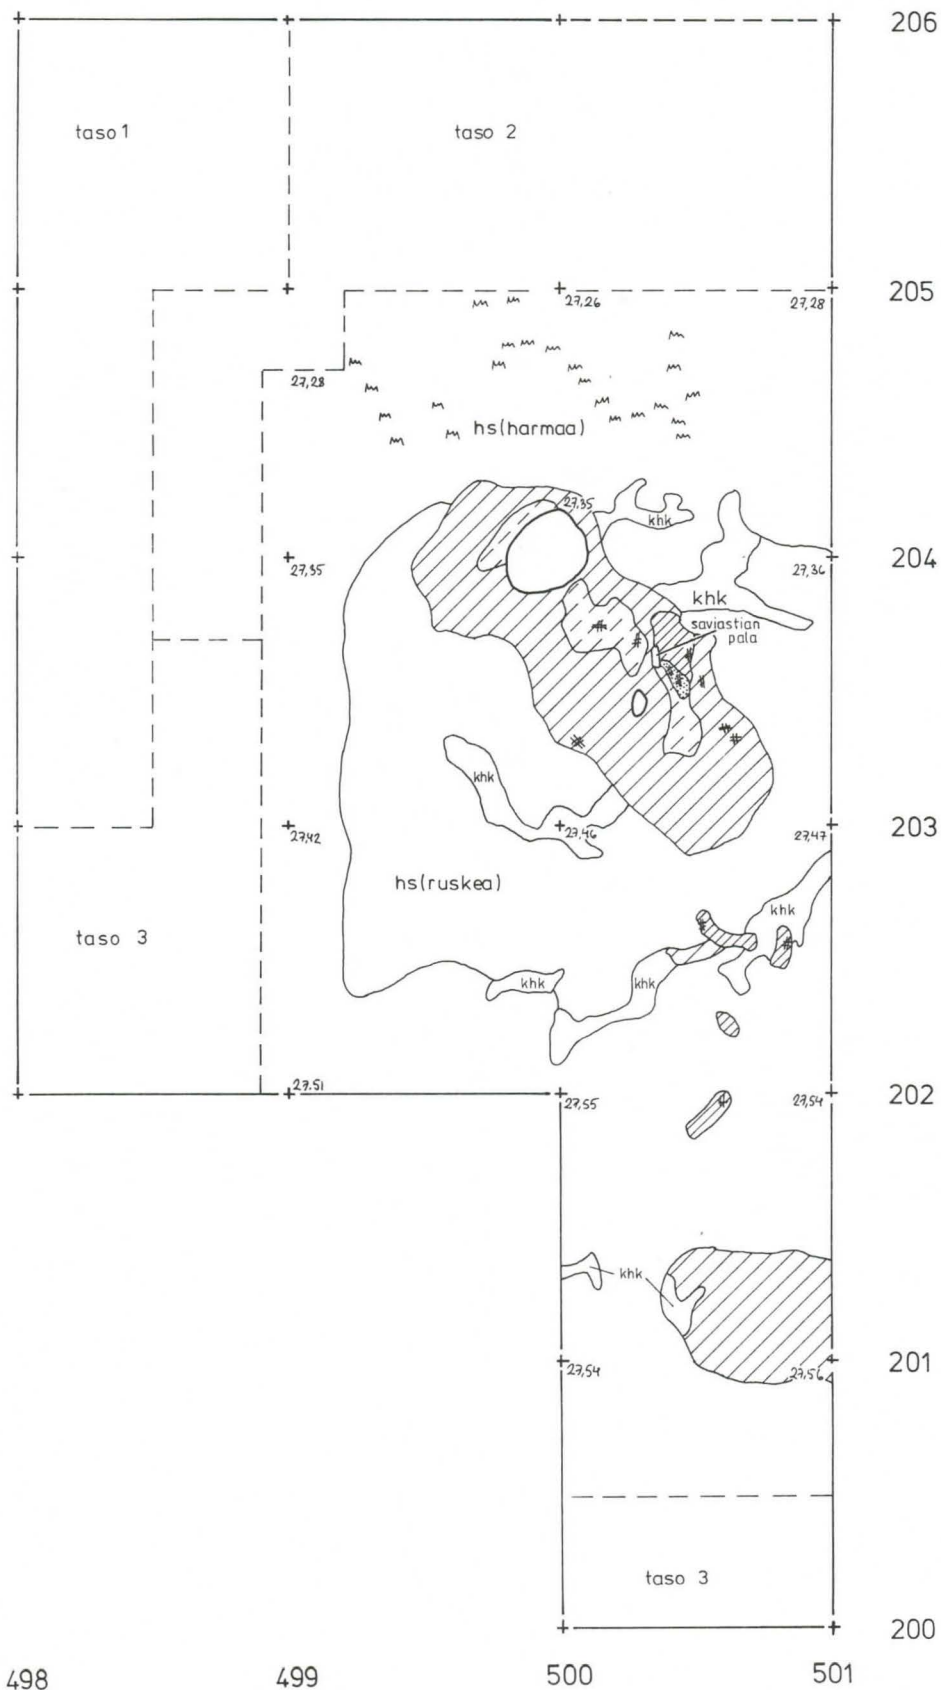 206
taso 1
taso 2
205
27,26
27,28
27,28
hs(harmaa)
27,35
khk
204
27,35
27,36
khk
saviastian
pala
khk
203
27,42
27,46
27,47
hs(ruskea)
khk
taso 3
khk
khk
27.51
27,55
27,54
202
khk
27,54
27,56
201
taso 3
200
498
499
500
501